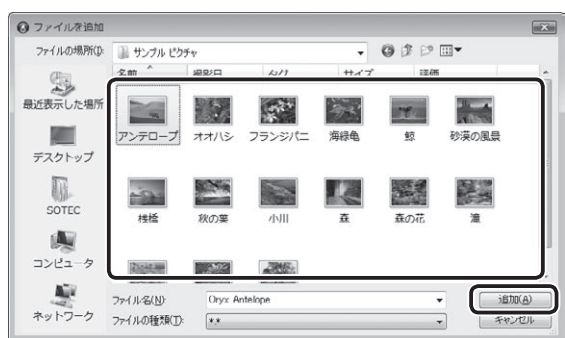 ファイルを追加
ファイルの場所(I):
サンプル ピクチャ
名前 撮影日 タグ サイズ 評価
最近表示した場所
デスクトップ
SOTEC
コンピュータ
ネットワーク
アンテロープ オオハシ フランジパニ 海緑亀 鯨 砂漠の風景
桟橋 秋の葉 小川 森 森の花 滝
ファイル名(N): Oryx Antelope
追加(A)
ファイルの種類(T): *.*
キャンセル